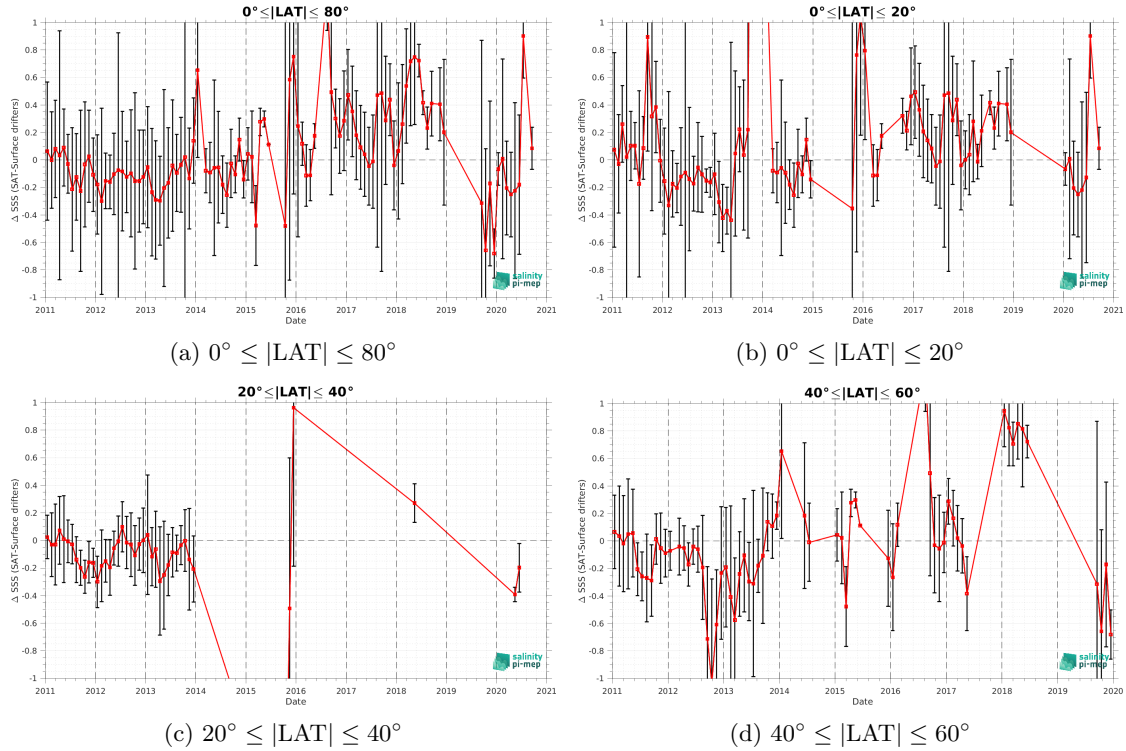 0°≤|LAT|≤ 80°
Δ SSS (SAT-Surface drifters)
1
0.8
0.6
0.4
0.2
0
-0.2
-0.4
-0.6
-0.8
-1
salinity
pi-mep
2011 2012 2013 2014 2015 2016 2017 2018 2019 2020 2021
Date
(a) 0° ≤ |LAT| ≤ 80°
0°≤|LAT|≤ 20°
Δ SSS (SAT-Surface drifters)
1
0.8
0.6
0.4
0.2
0
-0.2
-0.4
-0.6
-0.8
-1
salinity
pi-mep
2011 2012 2013 2014 2015 2016 2017 2018 2019 2020 2021
Date
(b) 0° ≤ |LAT| ≤ 20°
20°≤|LAT|≤ 40°
Δ SSS (SAT-Surface drifters)
1
0.8
0.6
0.4
0.2
0
-0.2
-0.4
-0.6
-0.8
-1
salinity
pi-mep
2011 2012 2013 2014 2015 2016 2017 2018 2019 2020 2021
Date
(c) 20° ≤ |LAT| ≤ 40°
40°≤|LAT|≤ 60°
Δ SSS (SAT-Surface drifters)
1
0.8
0.6
0.4
0.2
0
-0.2
-0.4
-0.6
-0.8
-1
salinity
pi-mep
2011 2012 2013 2014 2015 2016 2017 2018 2019 2020
Date
(d) 40° ≤ |LAT| ≤ 60°